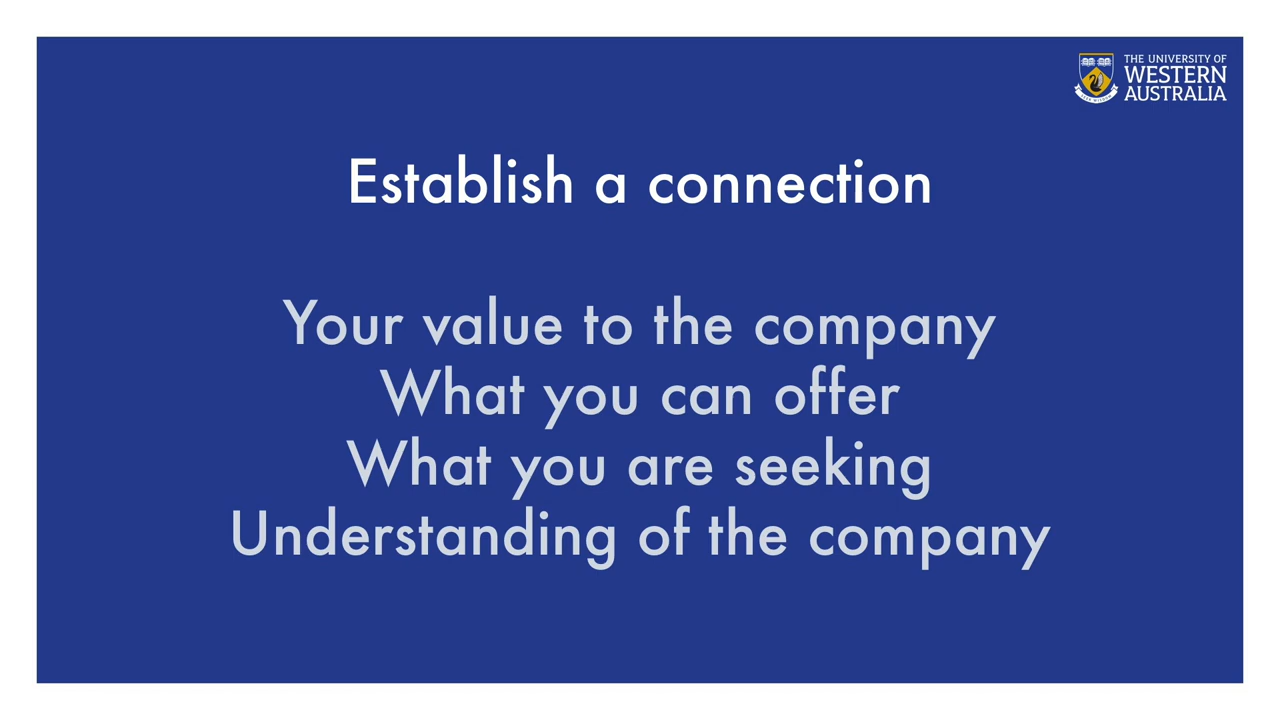 THE UNIVERSITY OF
WESTERN
AUSTRALIA
Establish a connection
Your value to the company
What you can offer
What you are seeking
Understanding of the company